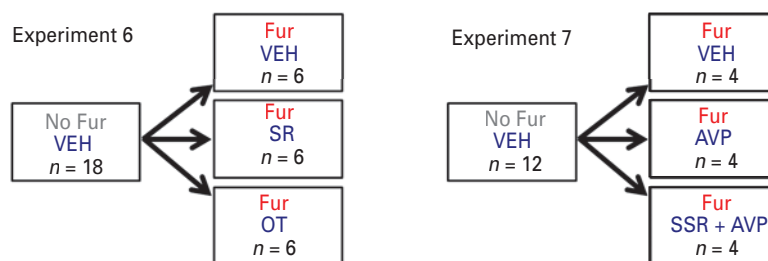 Experiment 6
No Fur
VEH
n = 18
Fur
VEH
n = 6
Fur
SR
n = 6
Fur
OT
n = 6
Experiment 7
No Fur
VEH
n = 12
Fur
VEH
n = 4
Fur
AVP
n = 4
Fur
SSR + AVP
n = 4